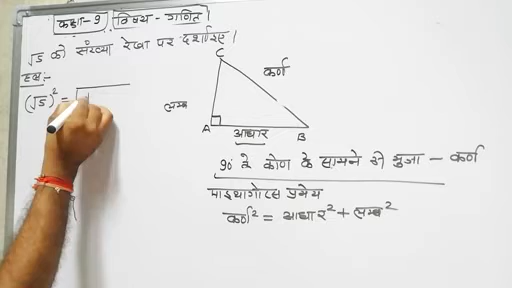 कक्षा-9 विषय-गणित।
√5 को संख्या रेखा पर दर्शाइए।
हल:-
(√5)² =
C
कर्ण
लम्ब
A
आधार
B
90° के कोण के सामने की भुजा - कर्ण
पाइथागोरस प्रमेय
कर्ण² = आधार² + लम्ब²